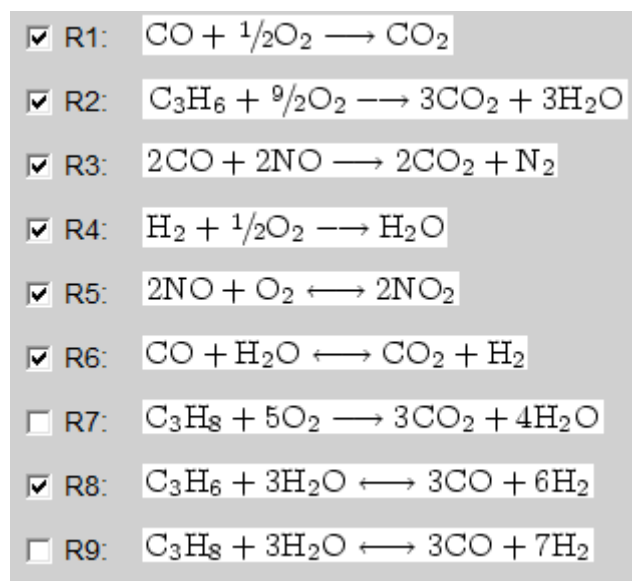 R1: CO + 1/2O₂ ⟶ CO₂
R2: C₃H₆ + 9/2O₂ ⟶ 3CO₂ + 3H₂O
R3: 2CO + 2NO ⟶ 2CO₂ + N₂
R4: H₂ + 1/2O₂ ⟶ H₂O
R5: 2NO + O₂ ⟷ 2NO₂
R6: CO + H₂O ⟷ CO₂ + H₂
R7: C₃H₈ + 5O₂ ⟶ 3CO₂ + 4H₂O
R8: C₃H₆ + 3H₂O ⟷ 3CO + 6H₂
R9: C₃H₈ + 3H₂O ⟷ 3CO + 7H₂